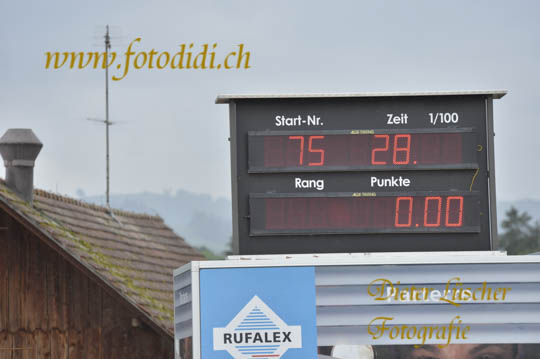 www.fotodidi.ch
Start-Nr. Zeit 1/100
75 28.
Rang Punkte
0.00
RUFALEX
Dieter Lüscher
Fotografie